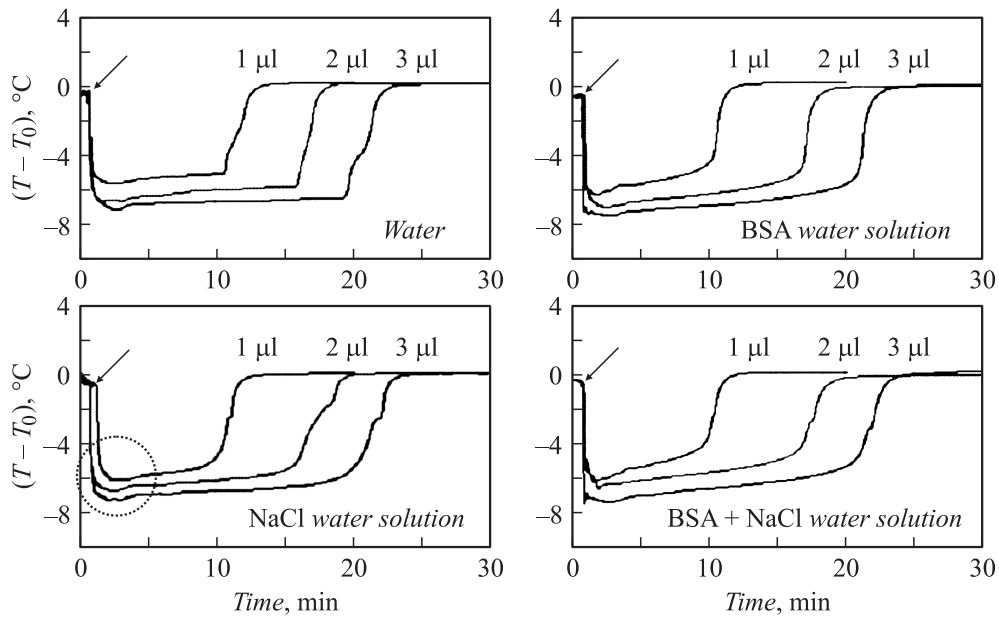 4
0
–4
–8
(T – T₀), °C
1 μl 2 μl 3 μl
Water
0 10 20 30
4
0
–4
–8
1 μl 2 μl 3 μl
BSA water solution
0 10 20 30
4
0
–4
–8
(T – T₀), °C
1 μl 2 μl 3 μl
NaCl water solution
0 10 20 30
Time, min
4
0
–4
–8
1 μl 2 μl 3 μl
BSA + NaCl water solution
0 10 20 30
Time, min